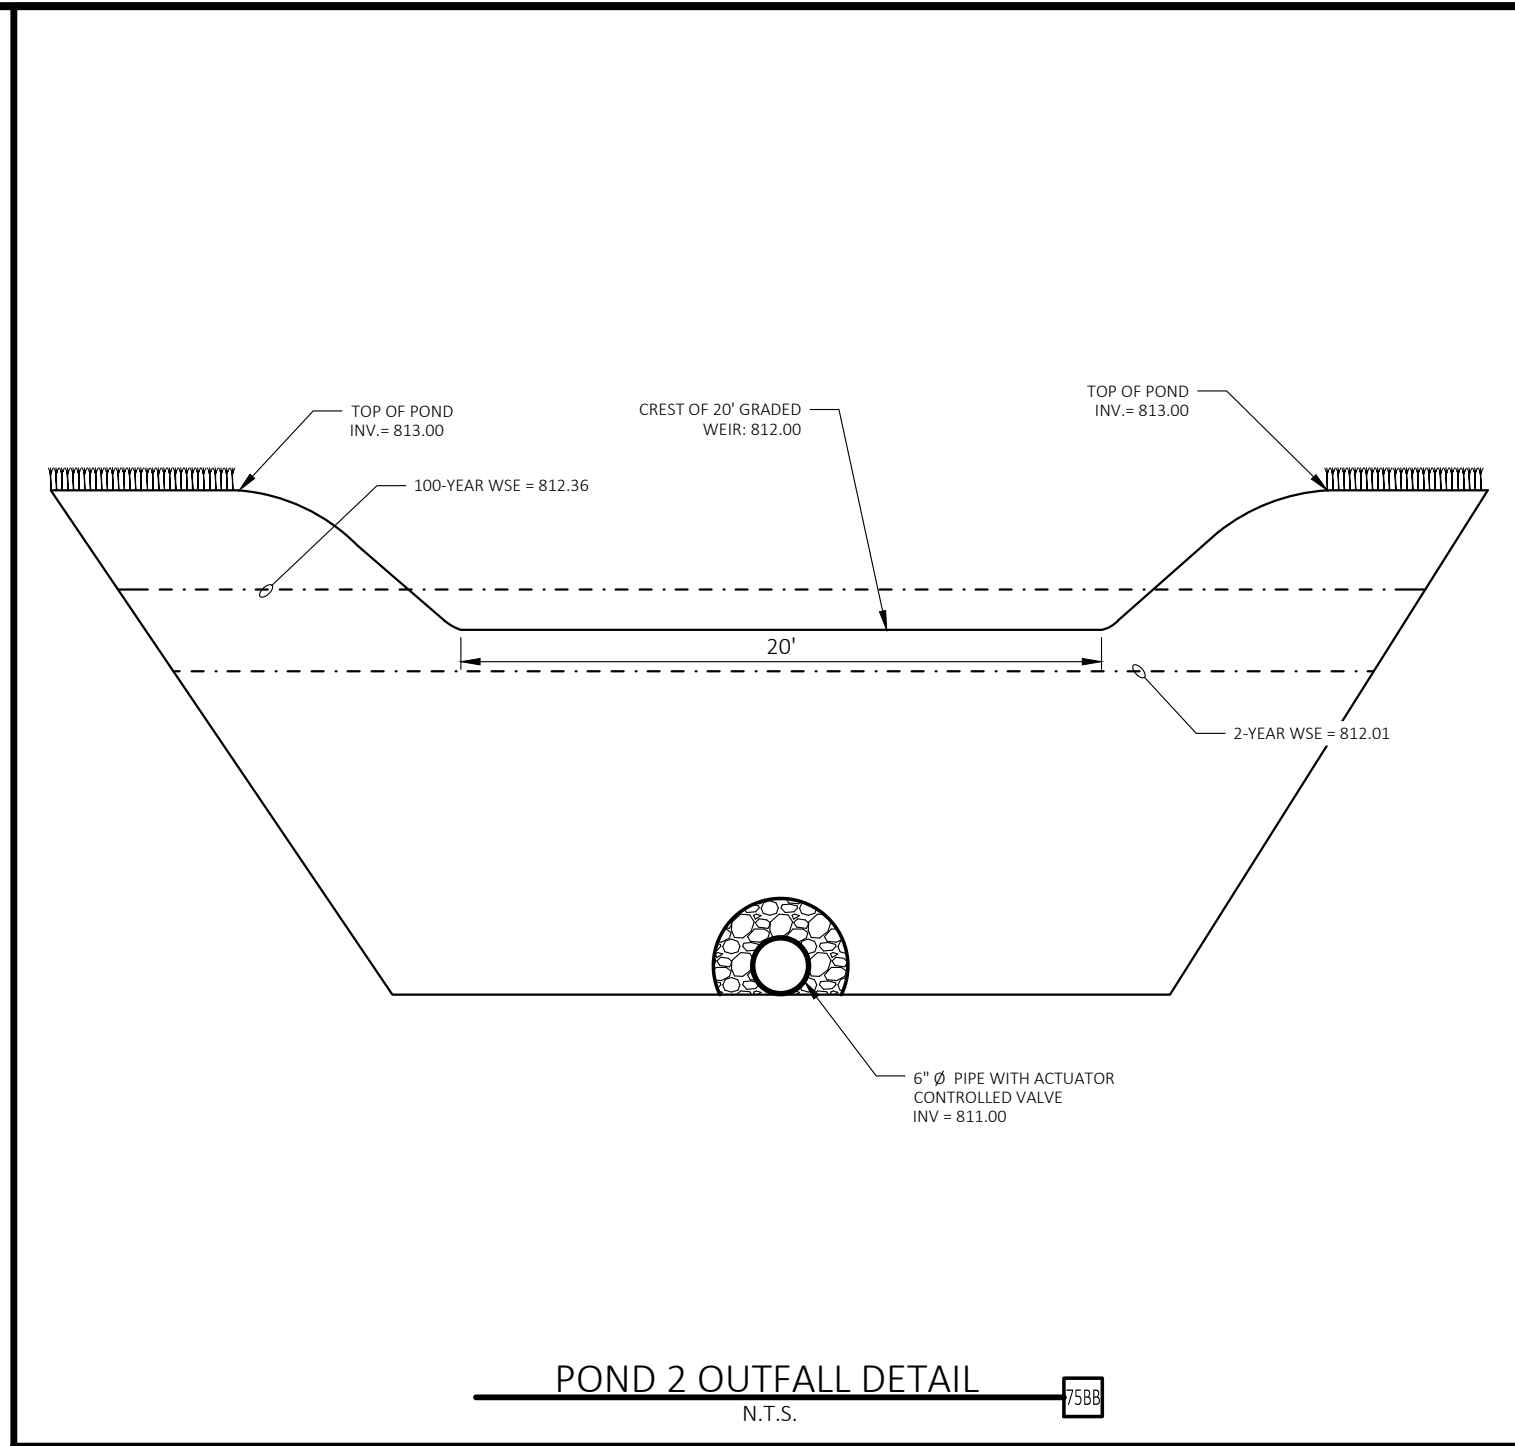 TOP OF POND
INV.= 813.00
CREST OF 20' GRADED
WEIR: 812.00
TOP OF POND
INV.= 813.00
100-YEAR WSE = 812.36
20'
2-YEAR WSE = 812.01
6" Ø PIPE WITH ACTUATOR
CONTROLLED VALVE
INV = 811.00
POND 2 OUTFALL DETAIL
75BB
N.T.S.